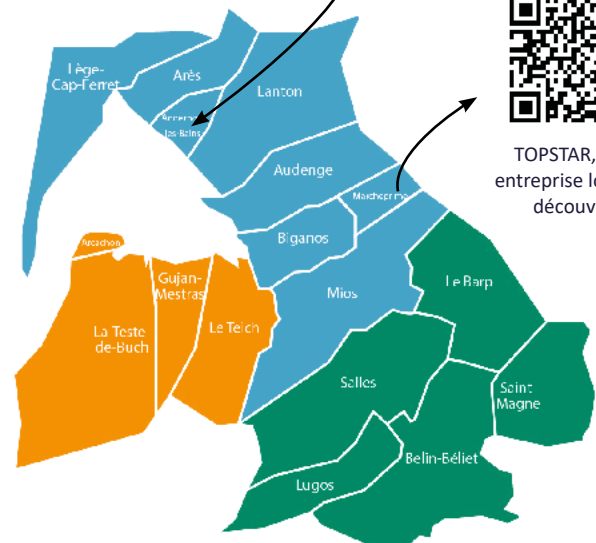 Lège-
Cap-Ferret
Arès
Lanton
Andernos
les-Bains
Audenge
Marcheprime
Biganos
Mios
Arcachon
Gujan-
Mestras
Le Teich
La Teste
de-Buch
Le Barp
Salles
Saint
Magne
Belin-Béliet
Lugos
TOPSTAR,
entreprise
découv